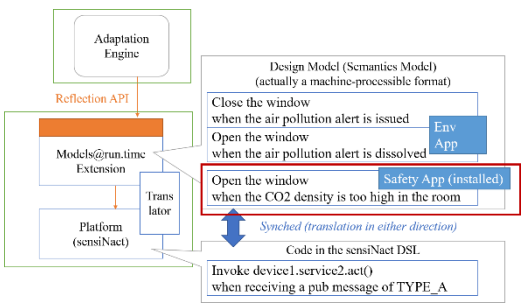 Adaptation
Engine
Reflection API
Models@run.time
Extension
Trans
lator
Platform
(sensiNact)
Design Model (Semantics Model)
(actually a machine-processible format)
Close the window
when the air pollution alert is issued
Open the window
when the air pollution alert is dissolved
Env
App
Safety App (installed)
Open the window
when the CO2 density is too high in the room
Synched (translation in either direction)
Code in the sensiNact DSL
Invoke device1.service2.act()
when receiving a pub message of TYPE_A